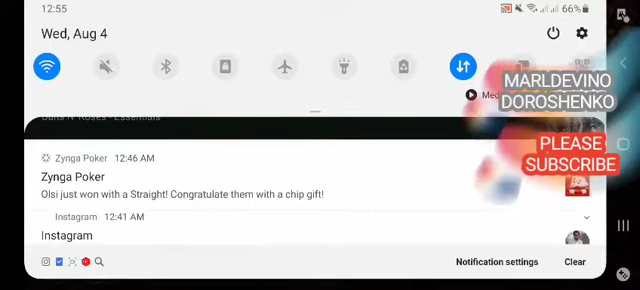 12:55
66%
Wed, Aug 4
Med
MARLDEVINO
DOROSHENKO
PLEASE
SUBSCRIBE
Guns N' Roses - Essentials
Zynga Poker 12:46 AM
Zynga Poker
Olsi just won with a Straight! Congratulate them with a chip gift!
Instagram 12:41 AM
Instagram
Notification settings
Clear